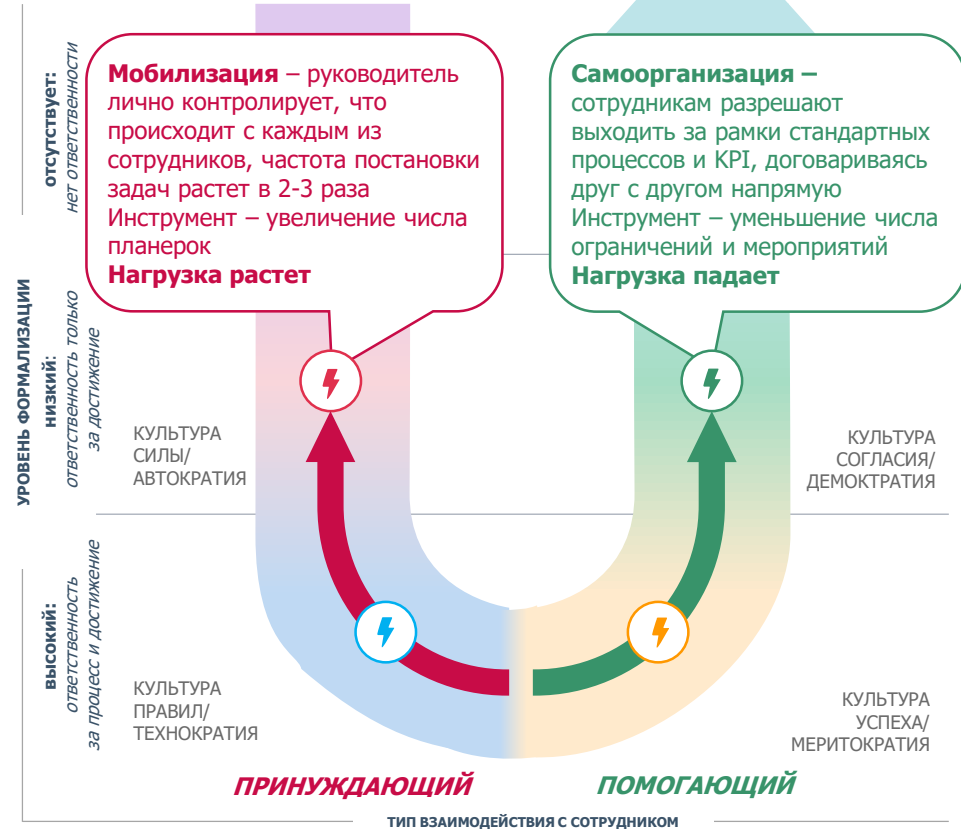 УРОВЕНЬ ФОРМАЛИЗАЦИИ
отсутствует:
нет ответственности
Мобилизация – руководитель
лично контролирует, что
происходит с каждым из
сотрудников, частота постановки
задач растет в 2-3 раза
Инструмент – увеличение числа
планерок
Нагрузка растет
Самоорганизация –
сотрудникам разрешают
выходить за рамки стандартных
процессов и KPI, договариваясь
друг с другом напрямую
Инструмент – уменьшение числа
ограничений и мероприятий
Нагрузка падает
низкий:
ответственность только
за достижение
КУЛЬТУРА
СИЛЫ/
АВТОКРАТИЯ
КУЛЬТУРА
СОГЛАСИЯ/
ДЕМОКТРАТИЯ
высокий:
ответственность
за процесс и достижение
КУЛЬТУРА
ПРАВИЛ/
ТЕХНОКРАТИЯ
КУЛЬТУРА
УСПЕХА/
МЕРИТОКРАТИЯ
ПРИНУЖДАЮЩИЙ
ПОМОГАЮЩИЙ
ТИП ВЗАИМОДЕЙСТВИЯ С СОТРУДНИКОМ